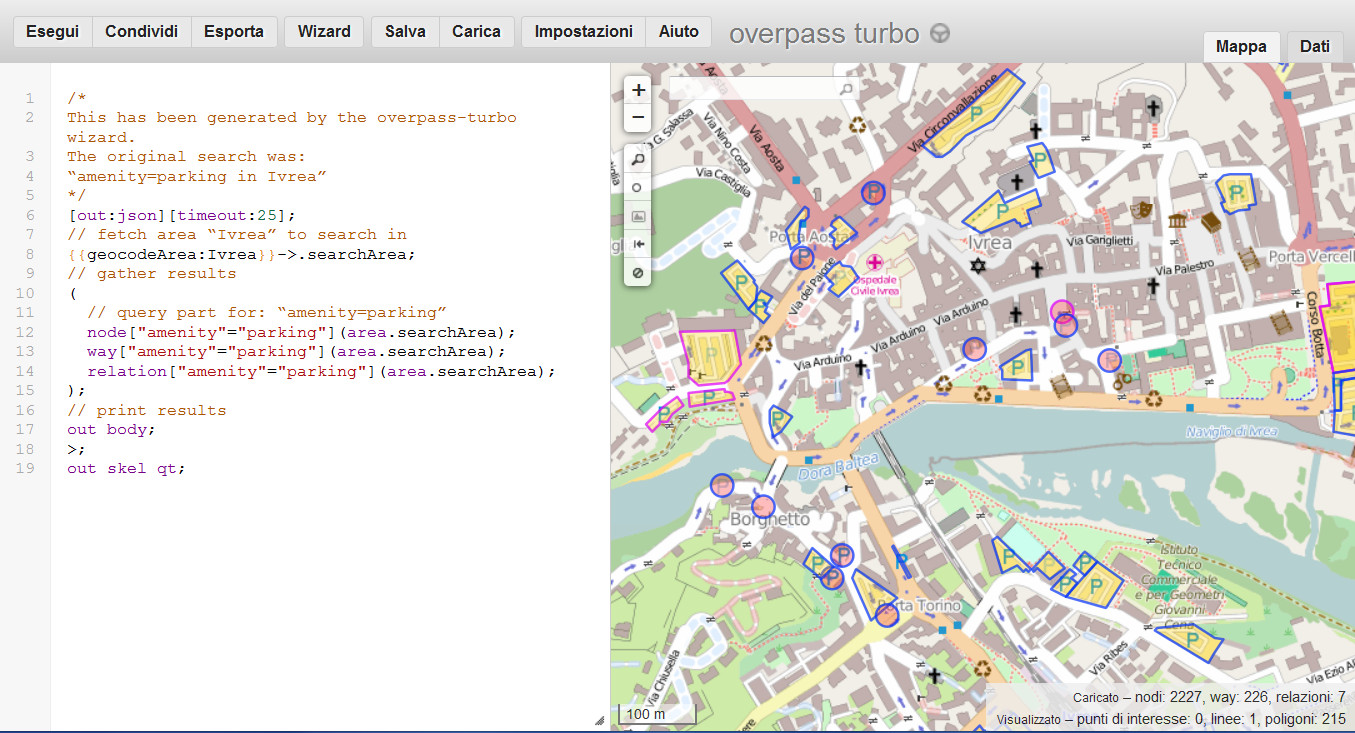 Esegui Condividi Esporta Wizard Salva Carica Impostazioni Aiuto overpass turbo Mappa Dati
1 /*
2 This has been generated by the overpass-turbo
wizard.
3 The original search was:
4 “amenity=parking in Ivrea”
5 */
6 [out:json][timeout:25];
7 // fetch area “Ivrea” to search in
8 {{geocodeArea:Ivrea}}->.searchArea;
9 // gather results
10 (
11 // query part for: “amenity=parking”
12 node["amenity"="parking"](area.searchArea);
13 way["amenity"="parking"](area.searchArea);
14 relation["amenity"="parking"](area.searchArea);
15 );
16 // print results
17 out body;
18 >;
19 out skel qt;
+
−
Via Aosta
Via G. Salassa
Via Nino Costa
Via Aosta
Via Castiglia
Via Circonvallazione
Porta Aosta
Ivrea
Via Gariglietti
Via Palestro
Porta Vercell
Ospedale
Civile Ivrea
Via del Paione
Via Arduino
Via Arduino
Via Arduino
Corso Botta
Naviglio di Ivrea
Dora Baltea
Borghetto
Istituto
Tecnico
Commerciale
e per Geometri
Giovanni
Cena
Porta Torino
Via Chiusella
Via Ribes
Via Ezio Al
100 m
Caricato – nodi: 2227, way: 226, relazioni: 7
Visualizzato – punti di interesse: 0, linee: 1, poligoni: 215